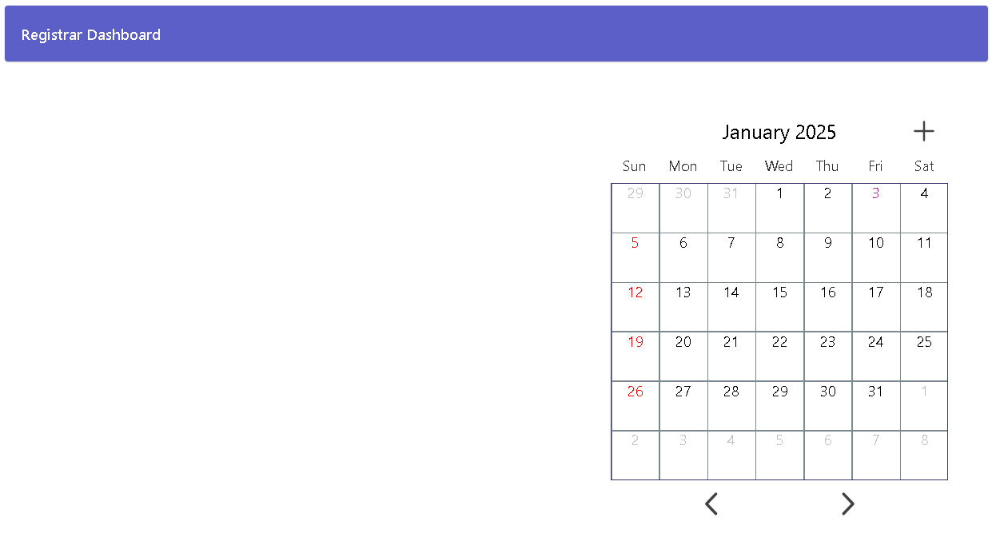 Registrar Dashboard
January 2025
Sun Mon Tue Wed Thu Fri Sat
29 30 31 1 2 3 4
5 6 7 8 9 10 11
12 13 14 15 16 17 18
19 20 21 22 23 24 25
26 27 28 29 30 31 1
2 3 4 5 6 7 8